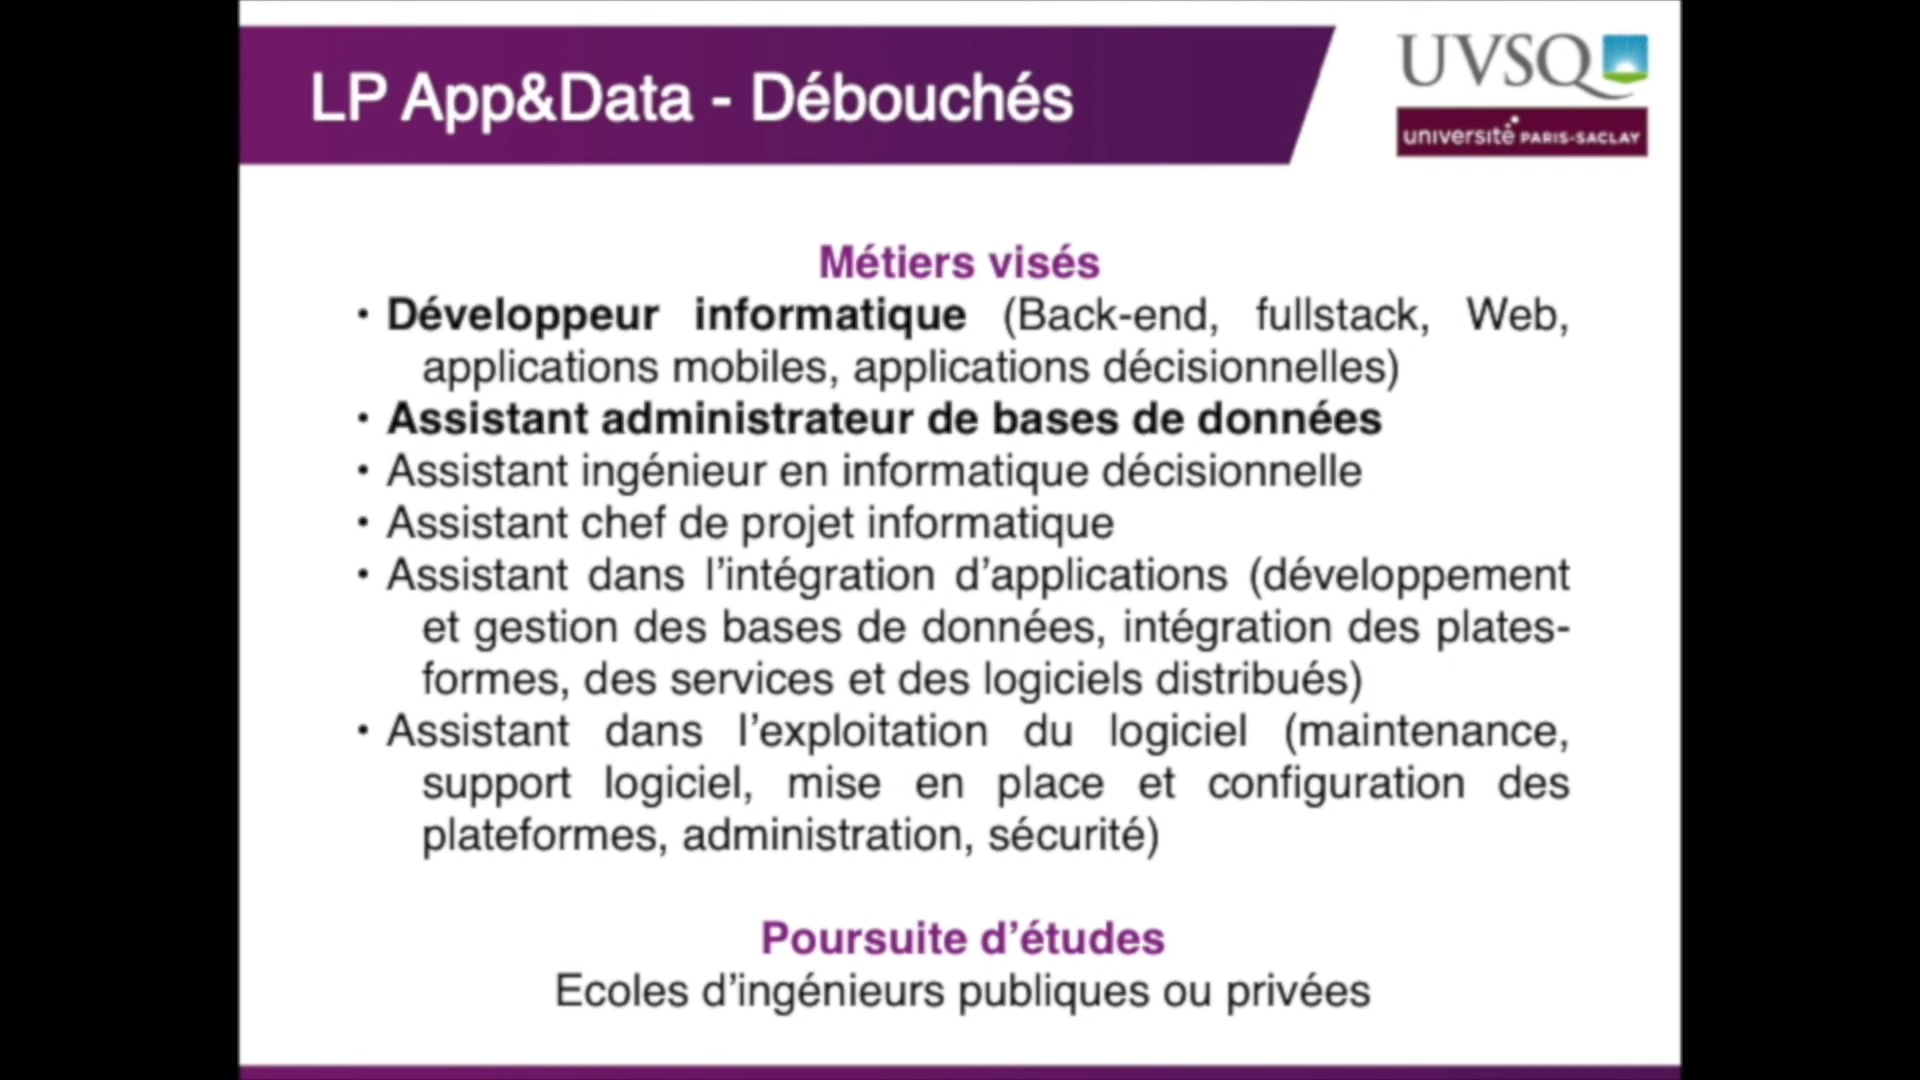 LP App&Data - Débouchés
UVSQ
université PARIS-SACLAY
Métiers visés
• Développeur informatique (Back-end, fullstack, Web,
applications mobiles, applications décisionnelles)
• Assistant administrateur de bases de données
• Assistant ingénieur en informatique décisionnelle
• Assistant chef de projet informatique
• Assistant dans l’intégration d’applications (développement
et gestion des bases de données, intégration des plates-
formes, des services et des logiciels distribués)
• Assistant dans l’exploitation du logiciel (maintenance,
support logiciel, mise en place et configuration des
plateformes, administration, sécurité)
Poursuite d’études
Ecoles d’ingénieurs publiques ou privées